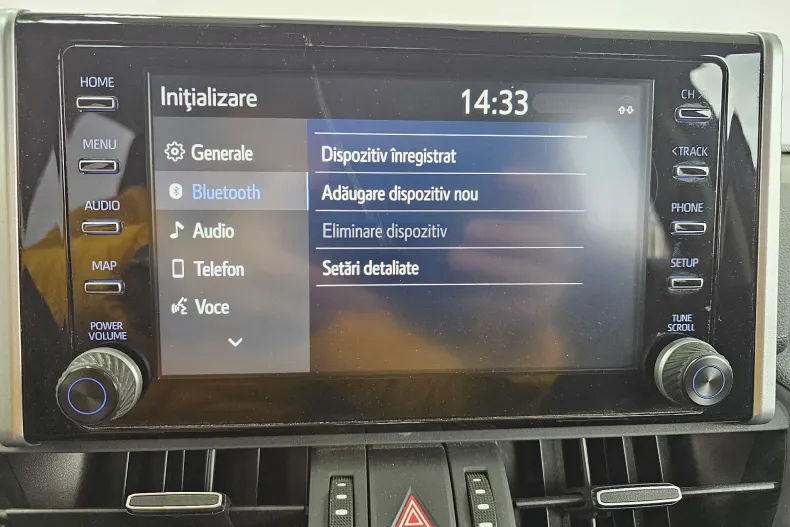 Inițializare
14:33
HOME
MENU
AUDIO
MAP
POWER
VOLUME
Generale
Bluetooth
Audio
Telefon
Voce
Dispozitiv înregistrat
Adăugare dispozitiv nou
Eliminare dispozitiv
Setări detaliate
CH >
< TRACK
PHONE
SETUP
TUNE
SCROLL